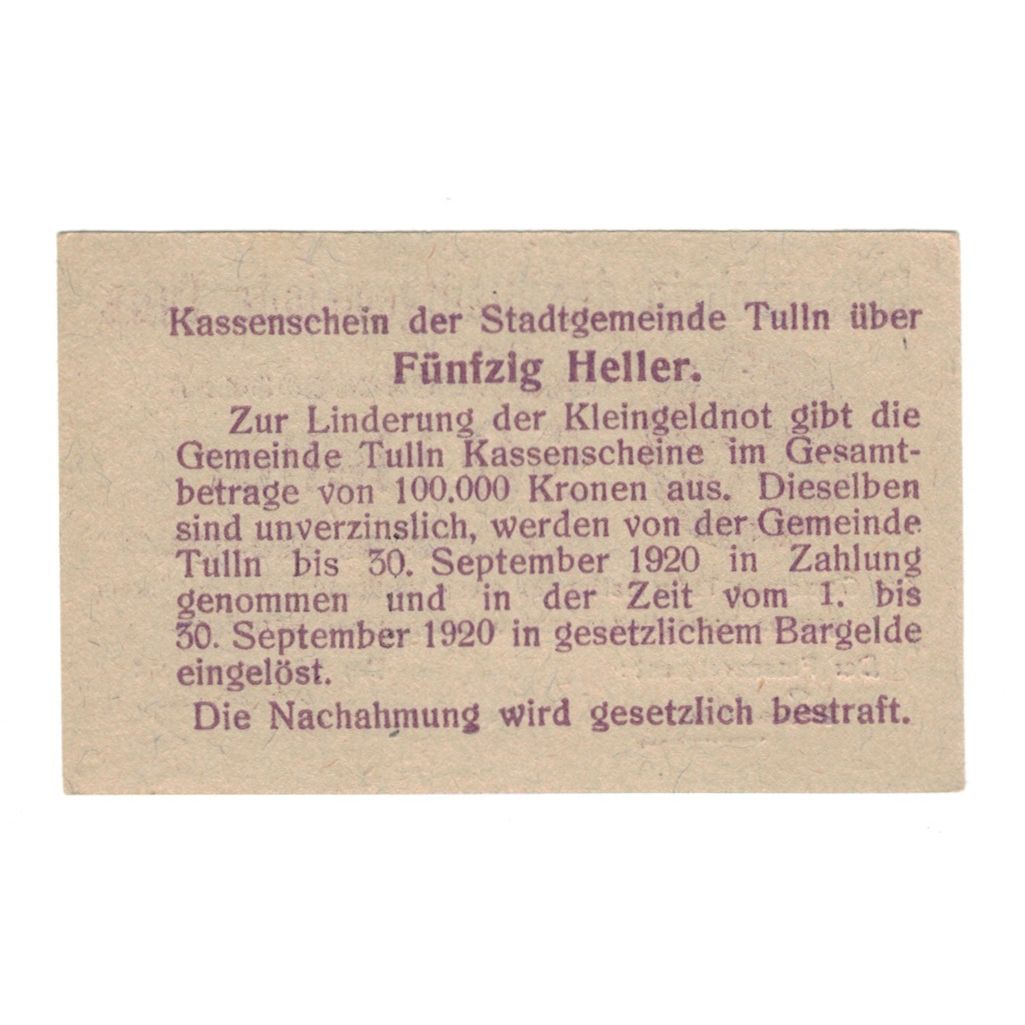 Kassenschein der Stadtgemeinde Tulln über
Fünfzig Heller.
Zur Linderung der Kleingeldnot gibt die
Gemeinde Tulln Kassenscheine im Gesamt-
betrage von 100.000 Kronen aus. Dieselben
sind unverzinslich, werden von der Gemeinde
Tulln bis 30. September 1920 in Zahlung
genommen und in der Zeit vom 1. bis
30. September 1920 in gesetzlichem Bargelde
eingelöst.
Die Nachahmung wird gesetzlich bestraft.